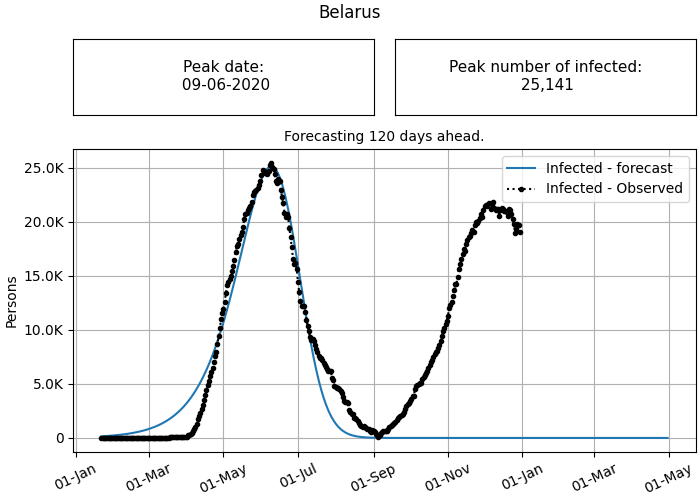 Belarus
Peak date:
09-06-2020
Peak number of infected:
25,141
Forecasting 120 days ahead.
Infected - forecast
Infected - Observed
Persons
25.0K
20.0K
15.0K
10.0K
5.0K
0
01-Jan
01-Mar
01-May
01-Jul
01-Sep
01-Nov
01-Jan
01-Mar
01-May